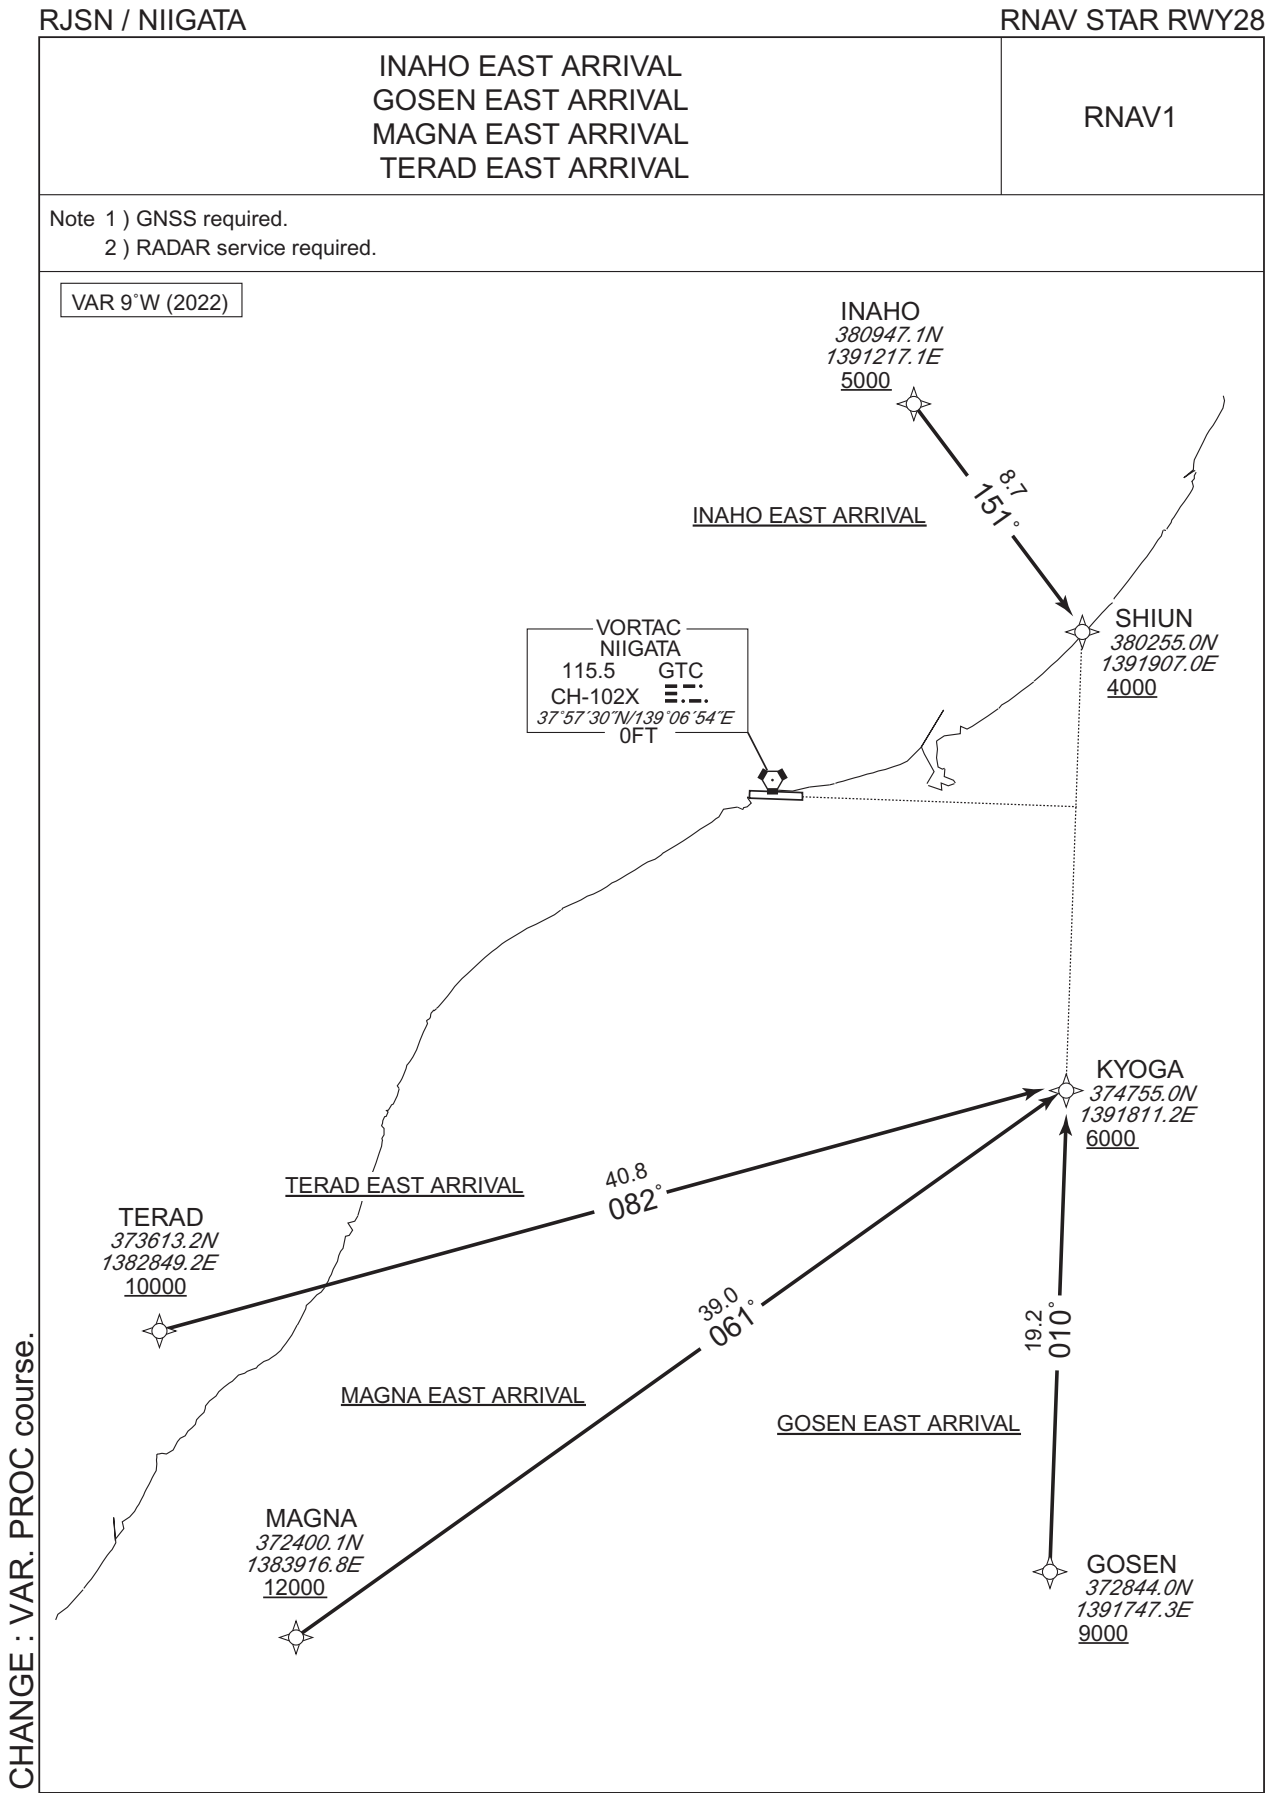 RJSN / NIIGATA
RNAV STAR RWY28
INAHO EAST ARRIVAL
GOSEN EAST ARRIVAL
MAGNA EAST ARRIVAL
TERAD EAST ARRIVAL
RNAV1
Note 1 ) GNSS required.
2 ) RADAR service required.
VAR 9˚W (2022)
INAHO
380947.1N
1391217.1E
5000
8.7
151˚
INAHO EAST ARRIVAL
SHIUN
380255.0N
1391907.0E
4000
VORTAC
NIIGATA
115.5 GTC
CH-102X
37˚57´30˝N/139˚06´54˝E
0FT
KYOGA
374755.0N
1391811.2E
6000
TERAD EAST ARRIVAL
40.8
082˚
TERAD
373613.2N
1382849.2E
10000
39.0
061˚
19.2
010˚
MAGNA EAST ARRIVAL
GOSEN EAST ARRIVAL
MAGNA
372400.1N
1383916.8E
12000
GOSEN
372844.0N
1391747.3E
9000
CHANGE : VAR. PROC course.